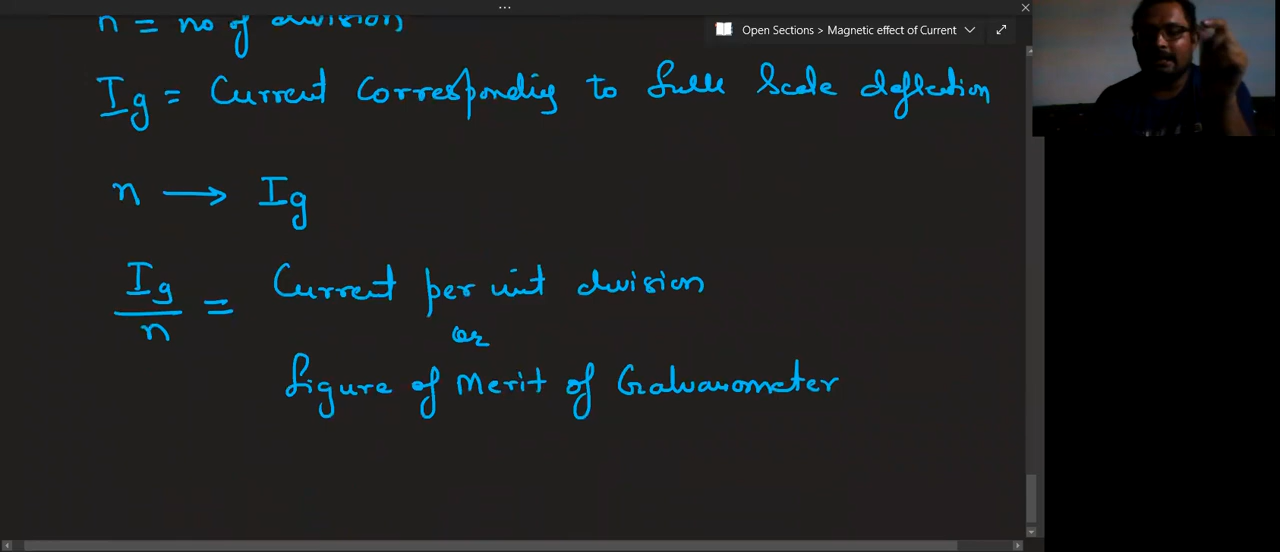 n = no of division
Open Sections > Magnetic effect of Current
Ig = Current Corresponding to full Scale deflection
n → Ig
Ig/n = Current per unit division
or
figure of Merit of Galvanometer